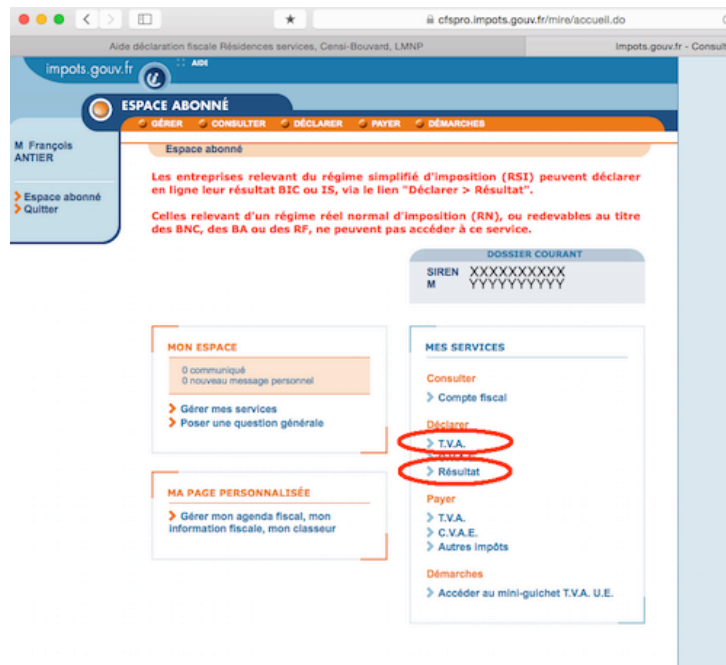 cfspro.impots.gouv.fr/mire/accueil.do
Aide déclaration fiscale Résidences services, Censi-Bouvard, LMNP
Impots.gouv.fr - Consult
impots.gouv.fr
AIDE
ESPACE ABONNÉ
GÉRER CONSULTER DÉCLARER PAYER DÉMARCHES
M François
ANTIER
Espace abonné
Quitter
Espace abonné
Les entreprises relevant du régime simplifié d'imposition (RSI) peuvent déclarer
en ligne leur résultat BIC ou IS, via le lien "Déclarer > Résultat".
Celles relevant d'un régime réel normal d'imposition (RN), ou redevables au titre
des BNC, des BA ou des RF, ne peuvent pas accéder à ce service.
DOSSIER COURANT
SIREN XXXXXXXXXX
M YYYYYYYYYY
MON ESPACE
0 communiqué
0 nouveau message personnel
Gérer mes services
Poser une question générale
MA PAGE PERSONNALISÉE
Gérer mon agenda fiscal, mon
information fiscale, mon classeur
MES SERVICES
Consulter
Compte fiscal
Déclarer
T.V.A.
C.V.A.E.
Résultat
Payer
T.V.A.
C.V.A.E.
Autres impôts
Démarches
Accéder au mini-guichet T.V.A. U.E.